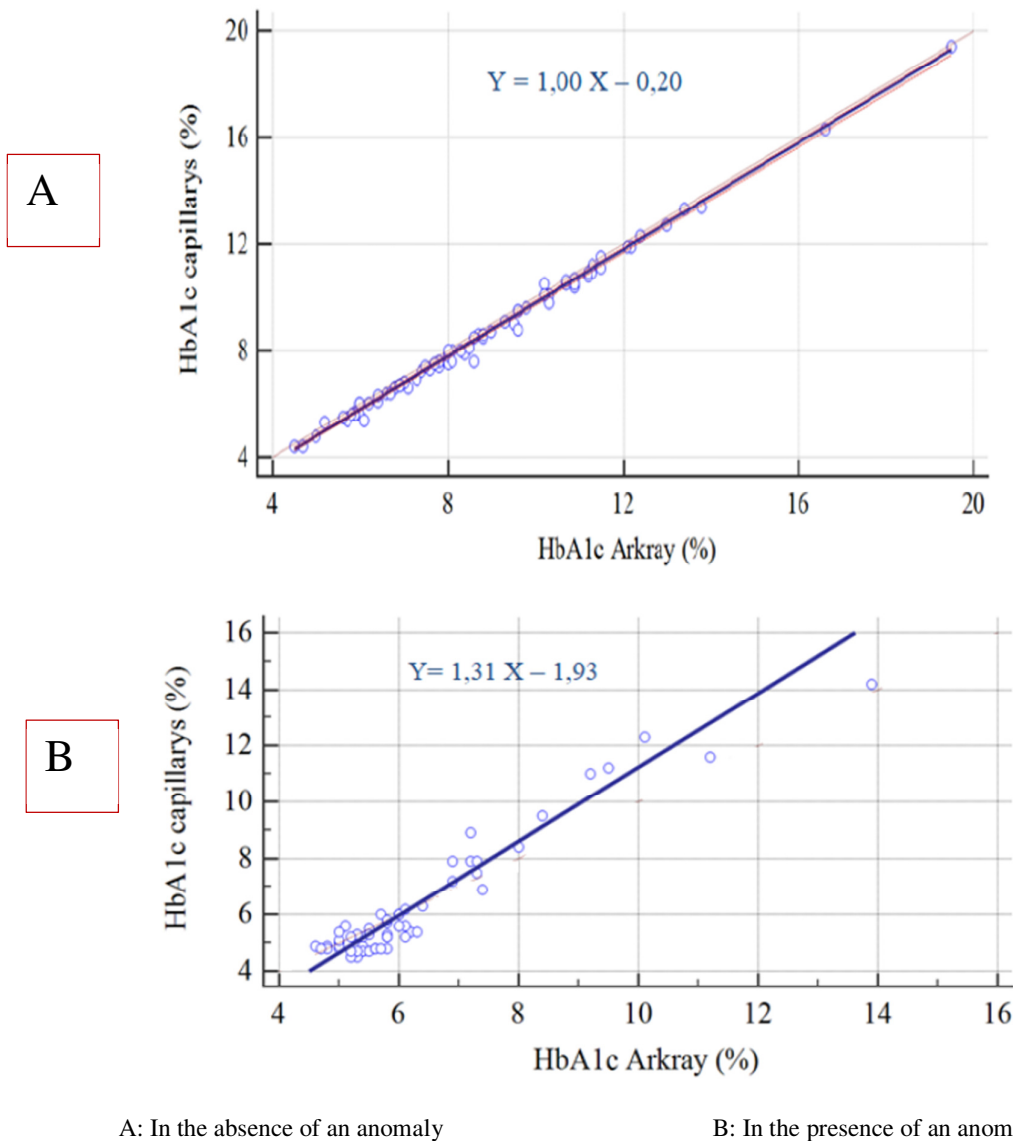 A
20
16
12
8
4
HbA1c capillarys (%)
Y = 1,00 X – 0,20
4 8 12 16 20
HbA1c Arkray (%)
B
16
14
12
10
8
6
4
HbA1c capillarys (%)
Y= 1,31 X – 1,93
4 6 8 10 12 14 16
HbA1c Arkray (%)
A: In the absence of an anomaly B: In the presence of an anom